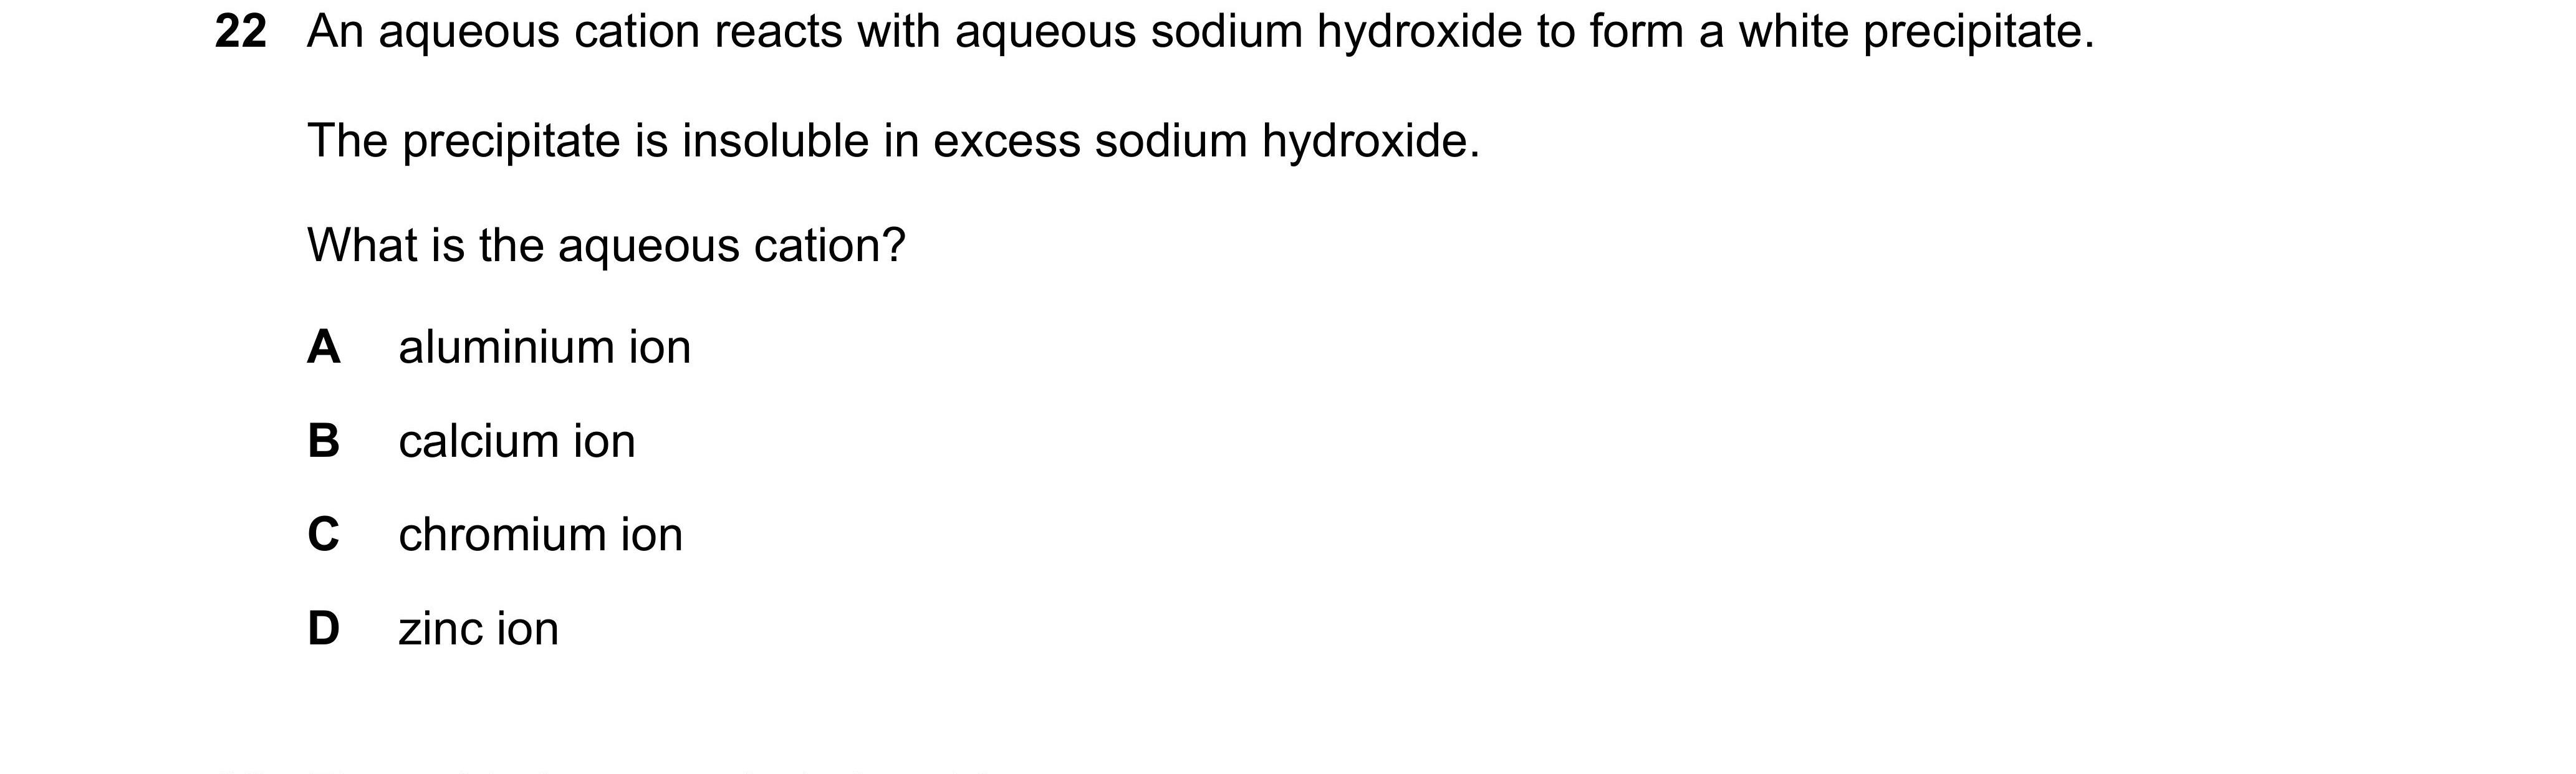 22 An aqueous cation reacts with aqueous sodium hydroxide to form a white precipitate.
The precipitate is insoluble in excess sodium hydroxide.
What is the aqueous cation?
A aluminium ion
B calcium ion
C chromium ion
D zinc ion